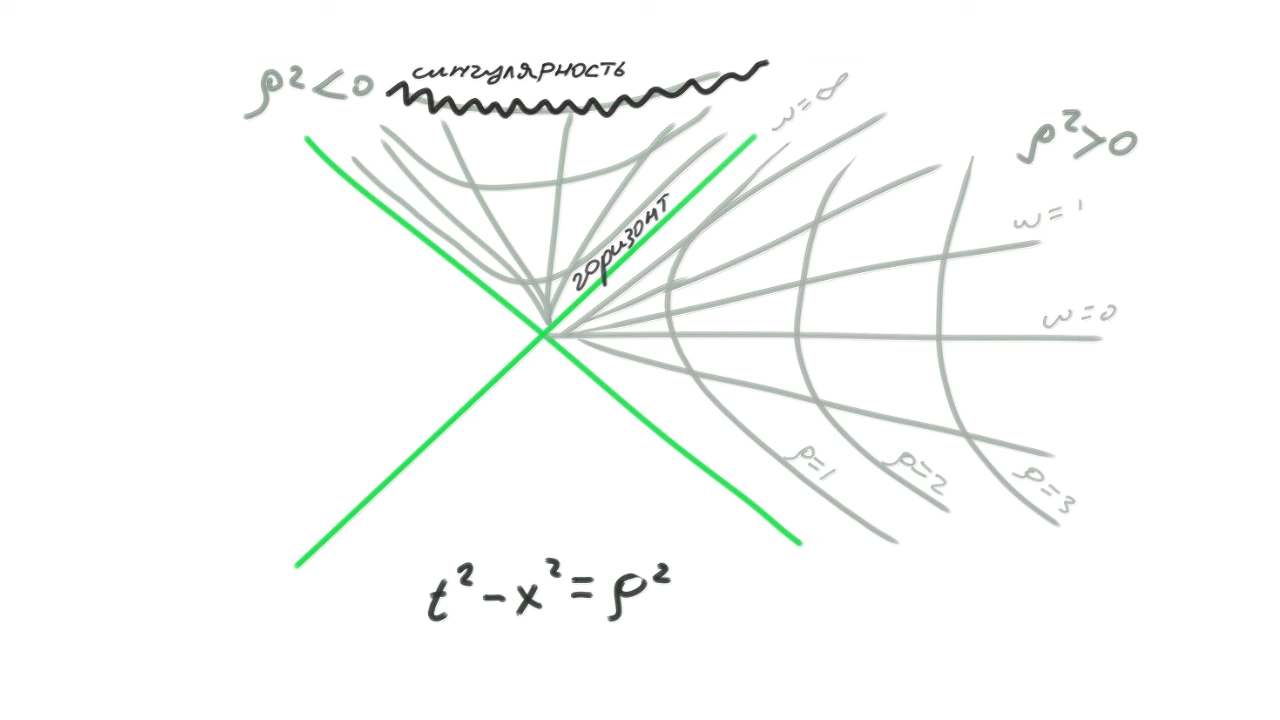 сингулярность
ρ² < 0
ω = ∞
ρ² > 0
горизонт
ω = 1
ω = 0
ρ = 1
ρ = 2
ρ = 3
t² - x² = ρ²